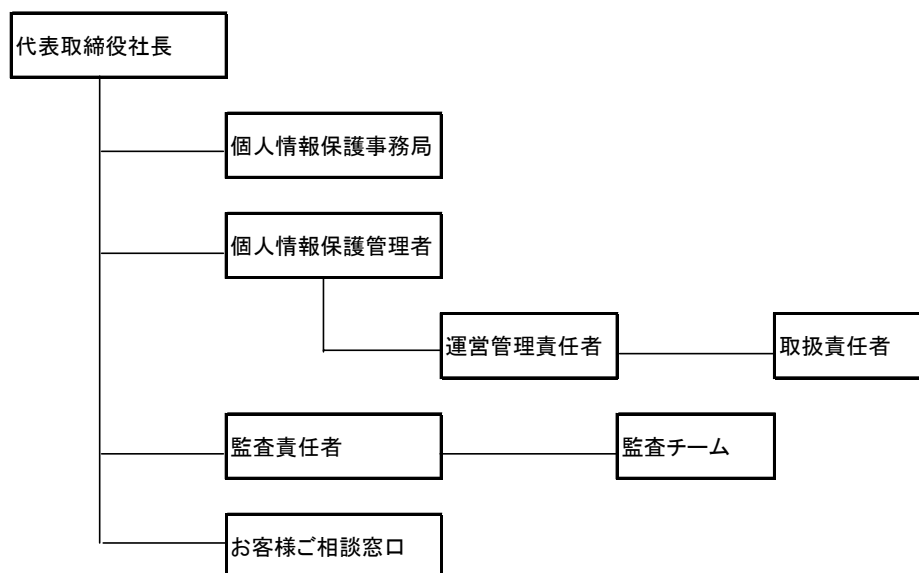 代表取締役社長
個人情報保護事務局
個人情報保護管理者
運営管理責任者
取扱責任者
監査責任者
監査チーム
お客様ご相談窓口